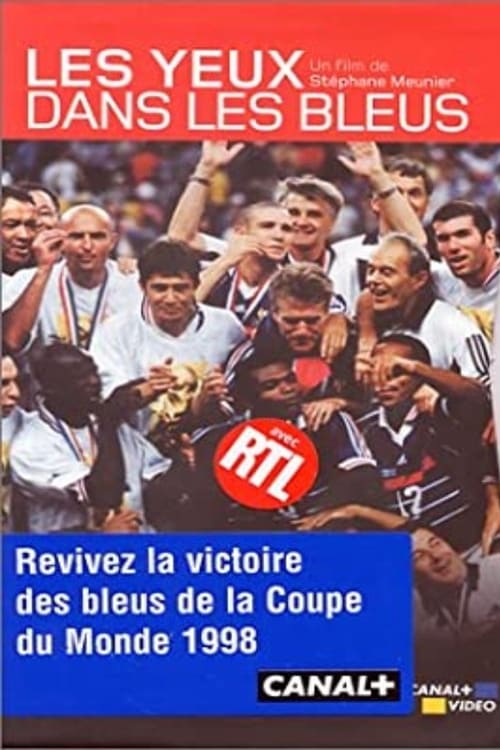 LES YEUX
Un film de
Stéphane Meunier
DANS LES BLEUS
avec
RTL
12
Revivez la victoire
des bleus de la Coupe
du Monde 1998
CANAL+
CANAL+
VIDEO